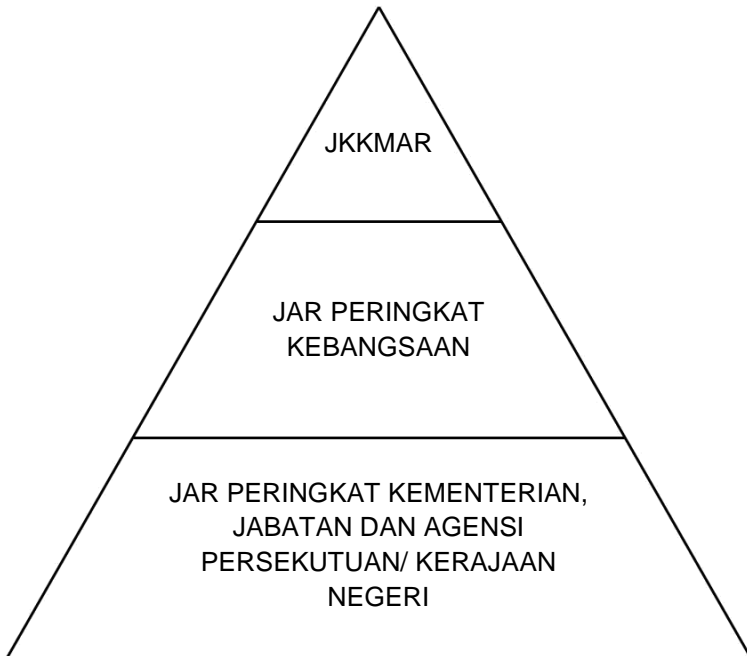 JKKMAR
JAR PERINGKAT
KEBANGSAAN
JAR PERINGKAT KEMENTERIAN,
JABATAN DAN AGENSI
PERSEKUTUAN/ KERAJAAN
NEGERI